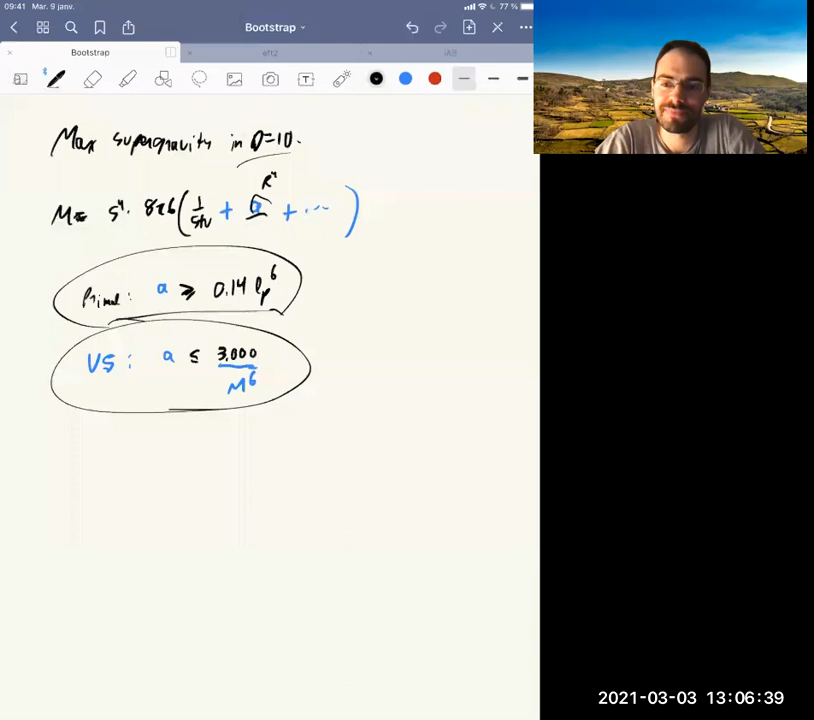 09:41 Mar. 9 janv. 77 %
Bootstrap
Bootstrap eft2
Max supergravity in D=10.
R⁴
M= s⁴. 8πG ( 1/stu + a + ... )
Primal: a ≥ 0.14 lp⁶
US: a ≤ 3,000/M⁶
2021-03-03 13:06:39